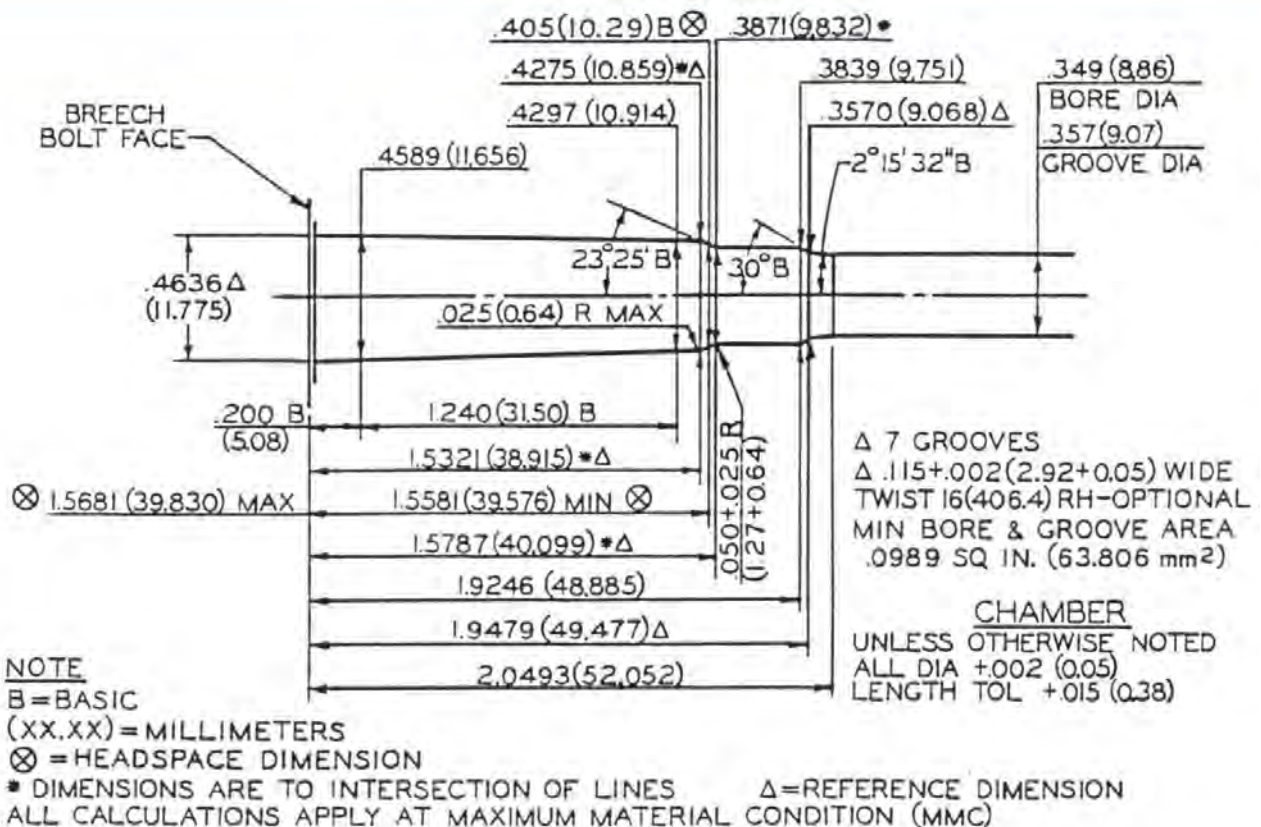 .405(10.29)B⊗
.3871(9.832)*
.4275 (10.859)*Δ
.3839 (9.751)
.349 (8.86)
BORE DIA
.4297 (10.914)
.3570 (9.068)Δ
.357(9.07)
GROOVE DIA
BREECH
BOLT FACE
.4589 (11.656)
2°15'32"B
23°25' B
30°B
.4636 Δ
(11.775)
.025(0.64) R MAX
.200 B
(5.08)
1.240(31.50) B
.050+.025 R
(1.27+0.64)
1.5321 (38.915)*Δ
⊗ 1.5681 (39.830) MAX
1.5581(39.576) MIN ⊗
1.5787(40.099)*Δ
1.9246 (48.885)
1.9479 (49.477)Δ
2.0493(52.052)
Δ 7 GROOVES
Δ .115+.002(2.92+0.05) WIDE
TWIST 16(406.4) RH-OPTIONAL
MIN BORE & GROOVE AREA
.0989 SQ IN. (63.806 mm²)
CHAMBER
UNLESS OTHERWISE NOTED
ALL DIA +.002 (0.05)
LENGTH TOL +.015 (0.38)
NOTE
B=BASIC
(XX.XX)=MILLIMETERS
⊗ =HEADSPACE DIMENSION
* DIMENSIONS ARE TO INTERSECTION OF LINES
Δ=REFERENCE DIMENSION
ALL CALCULATIONS APPLY AT MAXIMUM MATERIAL CONDITION (MMC)